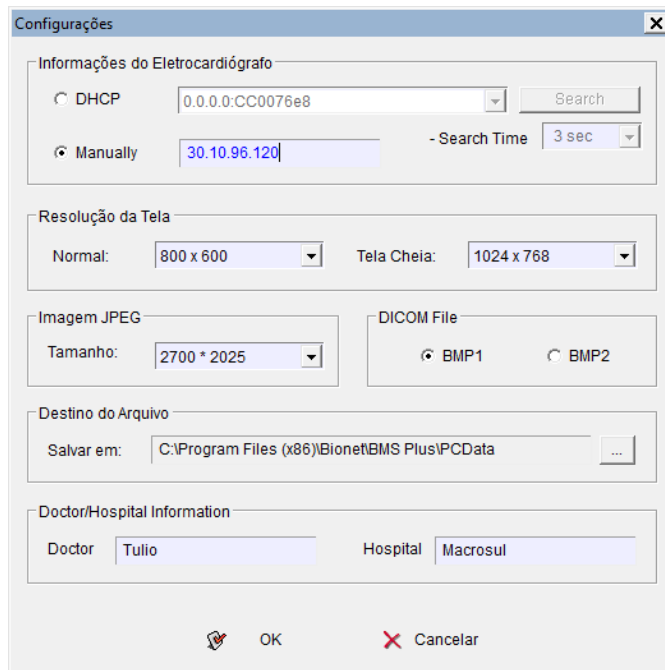 Configurações
Informações do Eletrocardiógrafo
DHCP 0.0.0.0:CC0076e8 Search
Manually 30.10.96.120 - Search Time 3 sec
Resolução da Tela
Normal: 800 x 600 Tela Cheia: 1024 x 768
Imagem JPEG DICOM File
Tamanho: 2700 * 2025 BMP1 BMP2
Destino do Arquivo
Salvar em: C:\Program Files (x86)\Bionet\BMS Plus\PCData ...
Doctor/Hospital Information
Doctor Tulio Hospital Macrosul
OK Cancelar